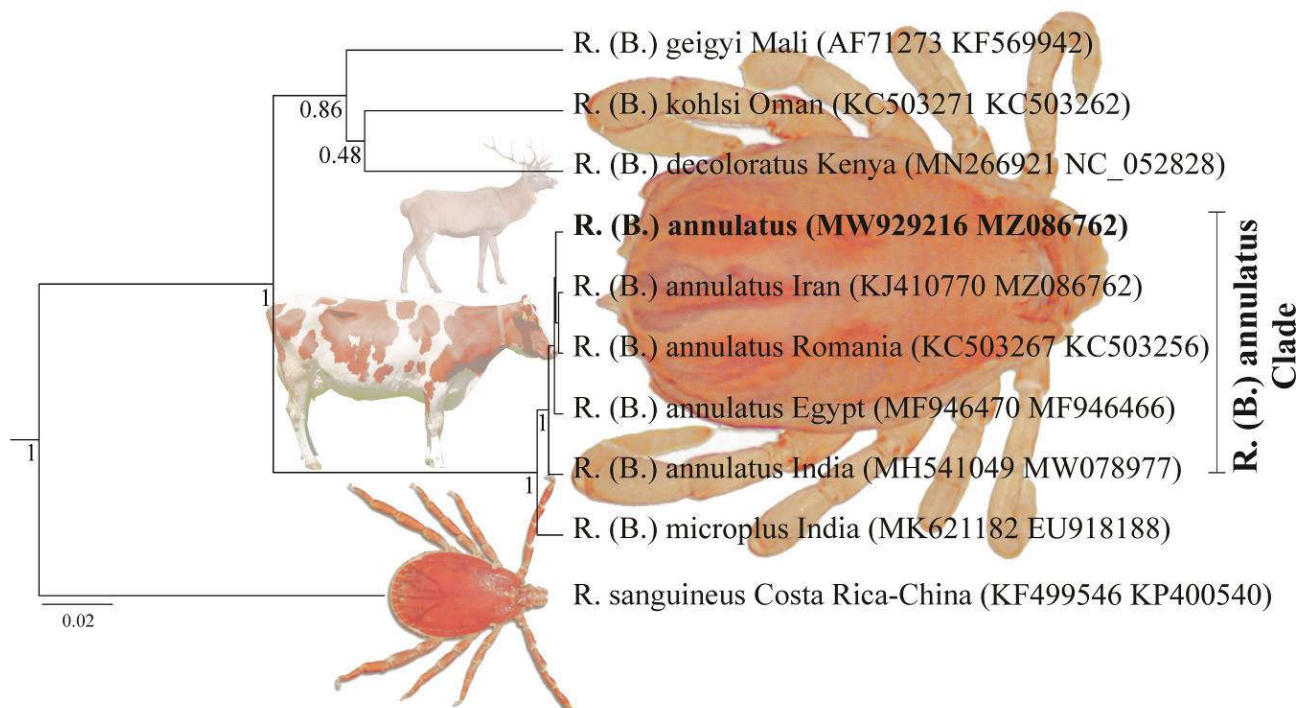 R. (B.) geigyi Mali (AF71273 KF569942)
0.86
R. (B.) kohlsi Oman (KC503271 KC503262)
0.48
R. (B.) decoloratus Kenya (MN266921 NC_052828)
R. (B.) annulatus (MW929216 MZ086762)
1
R. (B.) annulatus Iran (KJ410770 MZ086762)
R. (B.) annulatus Romania (KC503267 KC503256)
R. (B.) annulatus Egypt (MF946470 MF946466)
1
1
R. (B.) annulatus India (MH541049 MW078977)
1
R. (B.) microplus India (MK621182 EU918188)
R. sanguineus Costa Rica-China (KF499546 KP400540)
0.02
R. (B.) annulatus
Clade